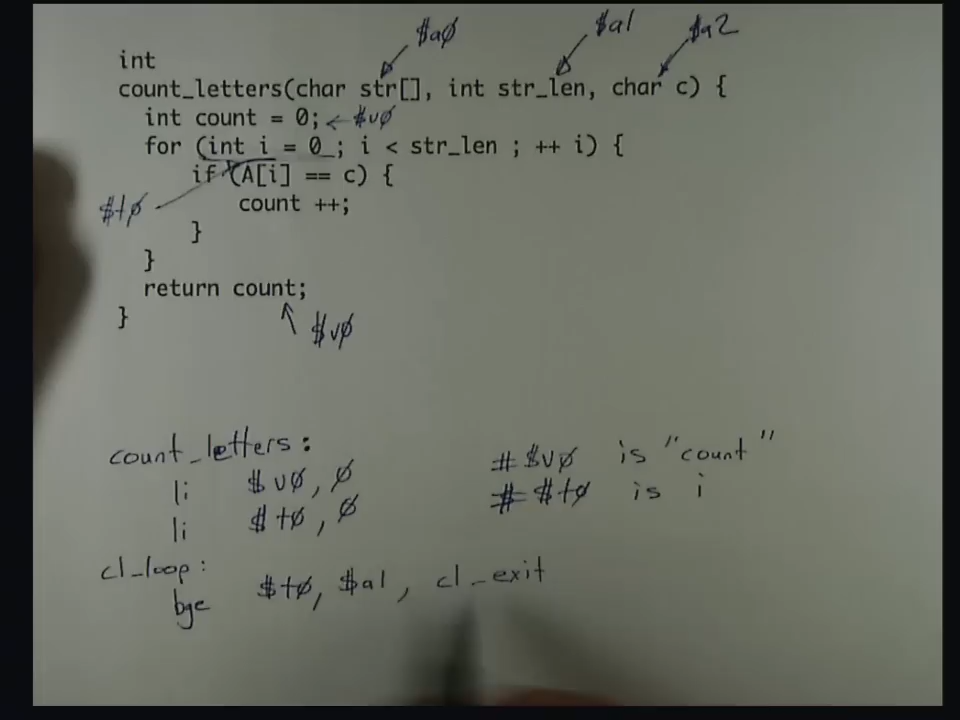 $a0 $a1 $a2
int
count_letters(char str[], int str_len, char c) {
int count = 0; $v0
for (int i = 0_; i < str_len ; ++ i) {
if (A[i] == c) {
$t0
count ++;
}
}
return count;
}
$v0
count_letters: # $v0 is "count"
li $v0, 0
# $t0 is i
li $t0, 0
cl_loop:
bge $t0, $a1, cl_exit